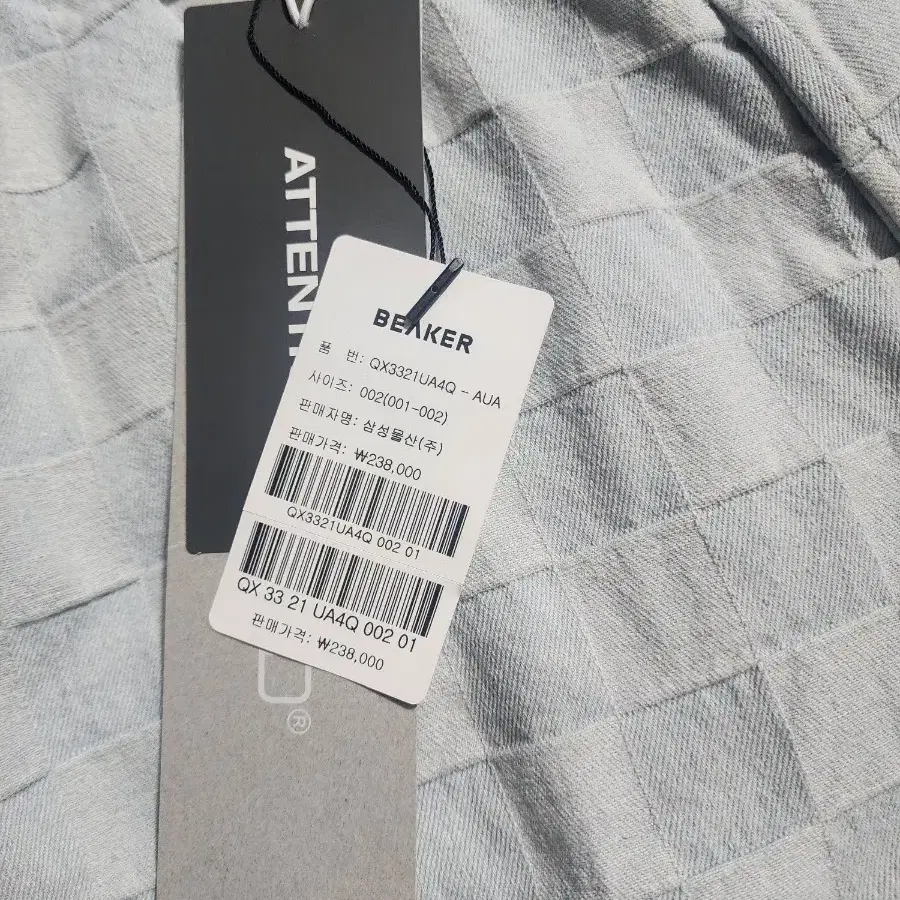 ATTENT
BEAKER
품 번: QX3321UA4Q - AUA
사이즈: 002(001-002)
판매자명: 삼성물산(주)
판매가격: ₩238,000
QX3321UA4Q 002 01
QX 33 21 UA4Q 002 01
판매가격: ₩238,000
®